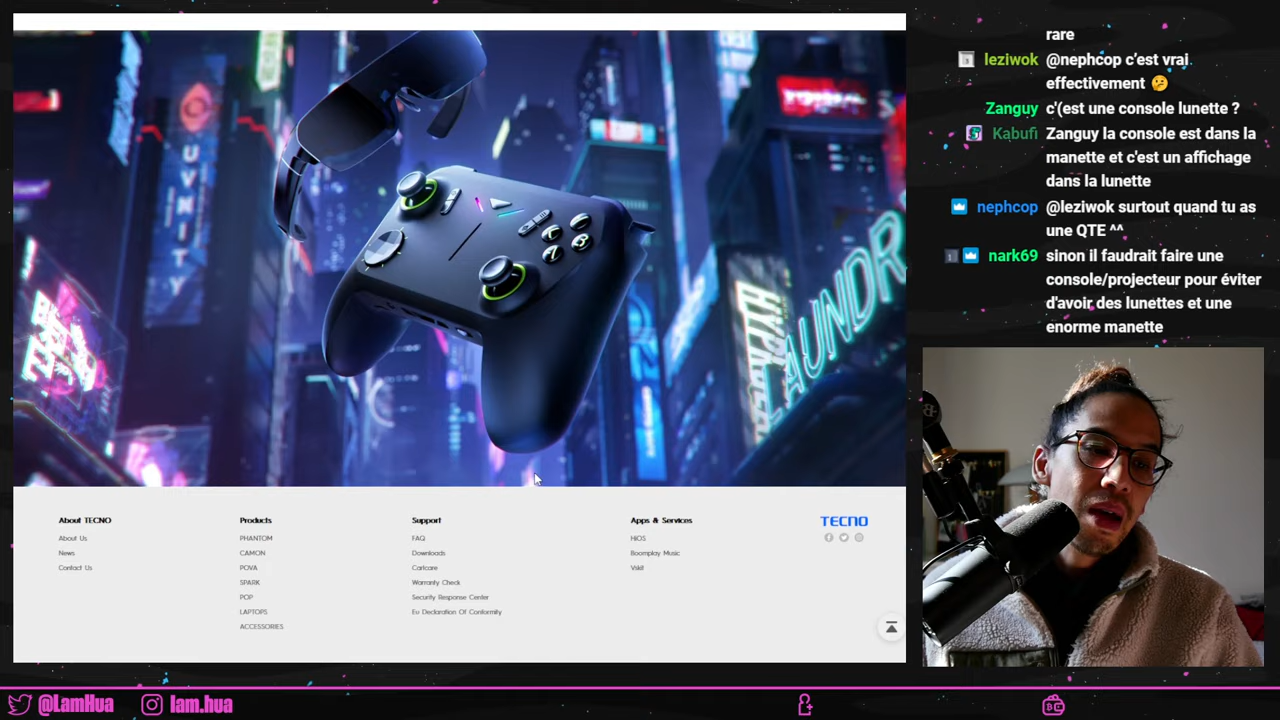 rare
leziwok @nephcop c'est vrai
effectivement 🤔
Zanguy c'(est une console lunette ?
Kabufi Zanguy la console est dans la
manette et c'est un affichage
dans la lunette
nephcop @leziwok surtout quand tu as
une QTE ^^
nark69 sinon il faudrait faire une
console/projecteur pour éviter
d'avoir des lunettes et une
enorme manette
UVNITY
LAUNDR
About TECNO
About Us
News
Contact Us
Products
PHANTOM
CAMON
POVA
SPARK
POP
LAPTOPS
ACCESSORIES
Support
FAQ
Downloads
Carlcare
Warranty Check
Security Response Center
Eu Declaration Of Conformity
Apps & Services
HiOS
Boomplay Music
Vskit
TECNO
@LamHua
lam.hua